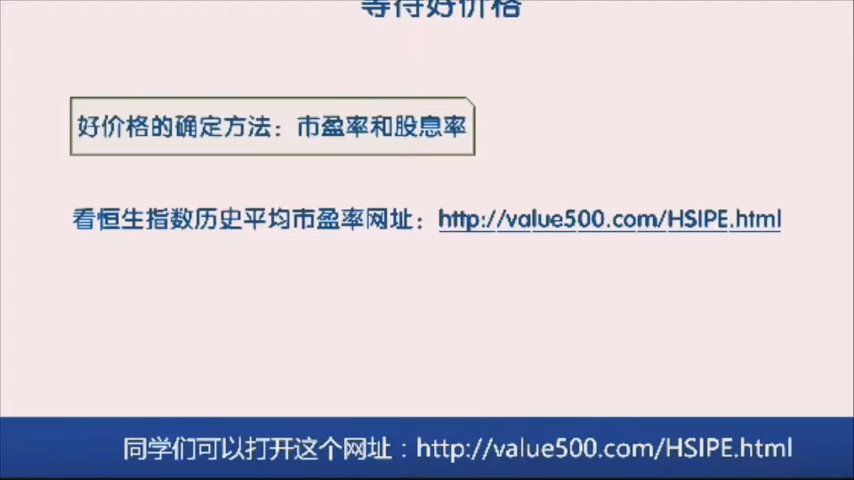 等待好价格
好价格的确定方法：市盈率和股息率
看恒生指数历史平均市盈率网址：http://value500.com/HSIPE.html
同学们可以打开这个网址：http://value500.com/HSIPE.html